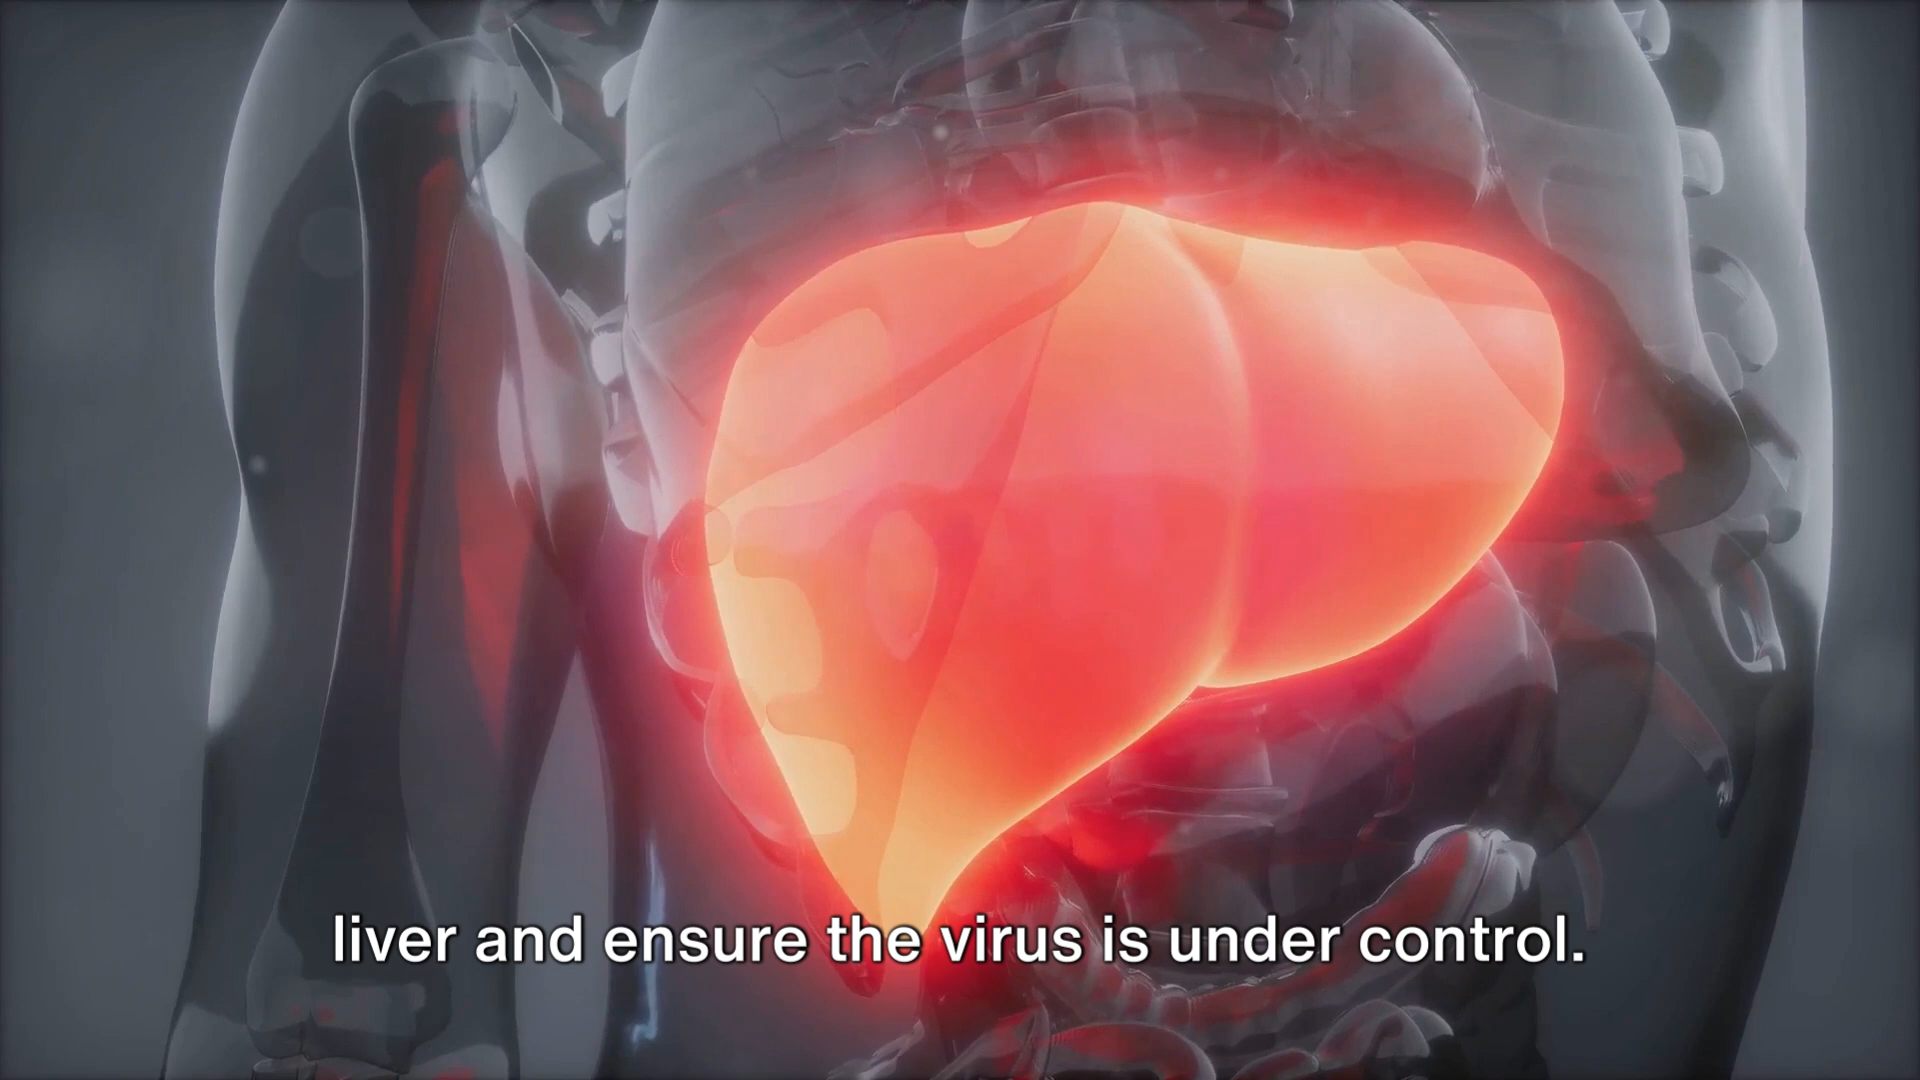 liver and ensure the virus is under control.